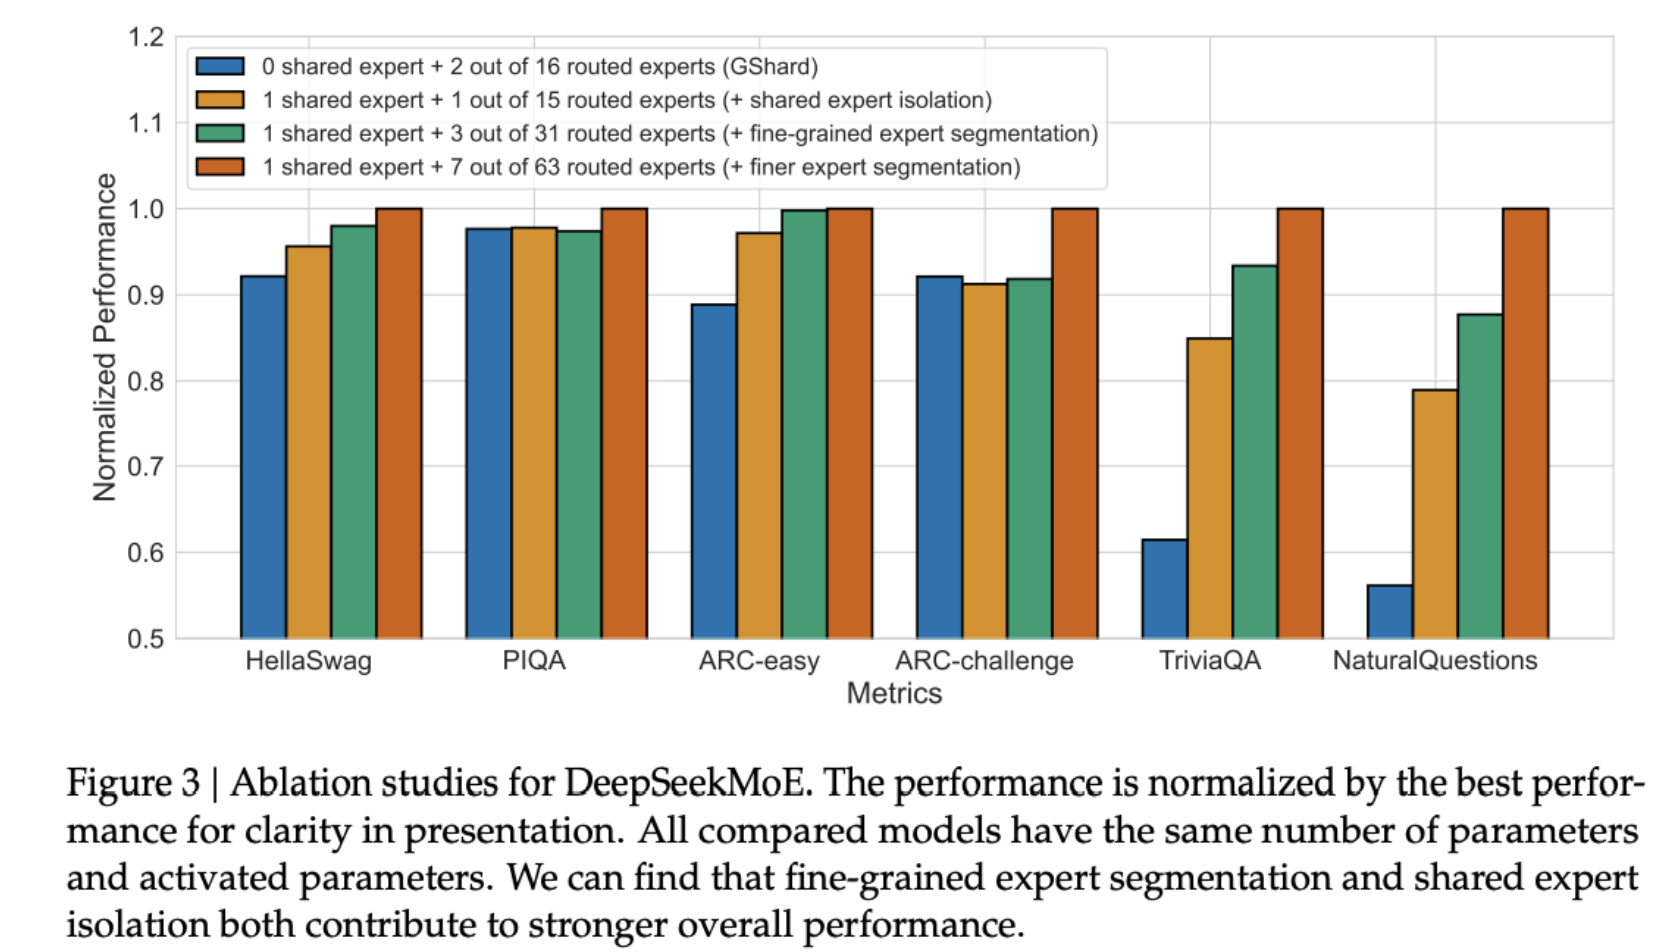 1.2
1.1
1.0
0.9
0.8
0.7
0.6
0.5
Normalized Performance
0 shared expert + 2 out of 16 routed experts (GShard)
1 shared expert + 1 out of 15 routed experts (+ shared expert isolation)
1 shared expert + 3 out of 31 routed experts (+ fine-grained expert segmentation)
1 shared expert + 7 out of 63 routed experts (+ finer expert segmentation)
HellaSwag PIQA ARC-easy ARC-challenge TriviaQA NaturalQuestions
Metrics
Figure 3 | Ablation studies for DeepSeekMoE. The performance is normalized by the best perfor-
mance for clarity in presentation. All compared models have the same number of parameters
and activated parameters. We can find that fine-grained expert segmentation and shared expert
isolation both contribute to stronger overall performance.